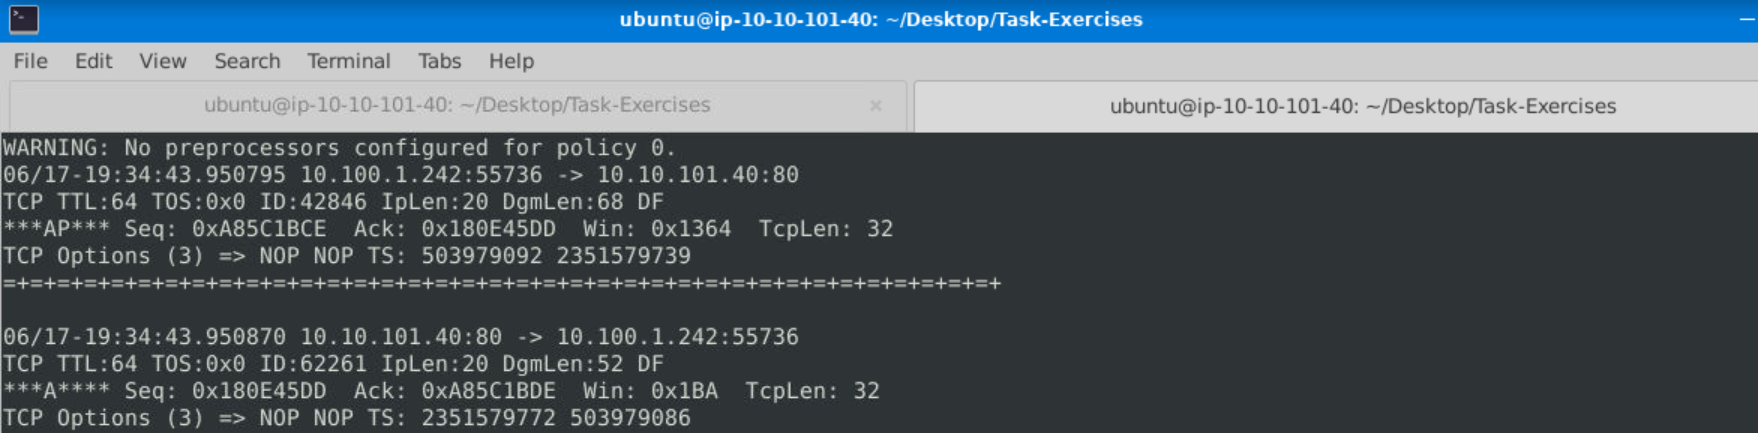 ubuntu@ip-10-10-101-40: ~/Desktop/Task-Exercises
File Edit View Search Terminal Tabs Help
ubuntu@ip-10-10-101-40: ~/Desktop/Task-Exercises × ubuntu@ip-10-10-101-40: ~/Desktop/Task-Exercises
WARNING: No preprocessors configured for policy 0.
06/17-19:34:43.950795 10.100.1.242:55736 -> 10.10.101.40:80
TCP TTL:64 TOS:0x0 ID:42846 IpLen:20 DgmLen:68 DF
***AP*** Seq: 0xA85C1BCE  Ack: 0x180E45DD  Win: 0x1364  TcpLen: 32
TCP Options (3) => NOP NOP TS: 503979092 2351579739
=+=+=+=+=+=+=+=+=+=+=+=+=+=+=+=+=+=+=+=+=+=+=+=+=+=+=+=+=+=+=+=+=+=+=+=+=+
06/17-19:34:43.950870 10.10.101.40:80 -> 10.100.1.242:55736
TCP TTL:64 TOS:0x0 ID:62261 IpLen:20 DgmLen:52 DF
***A**** Seq: 0x180E45DD  Ack: 0xA85C1BDE  Win: 0x1BA  TcpLen: 32
TCP Options (3) => NOP NOP TS: 2351579772 503979086